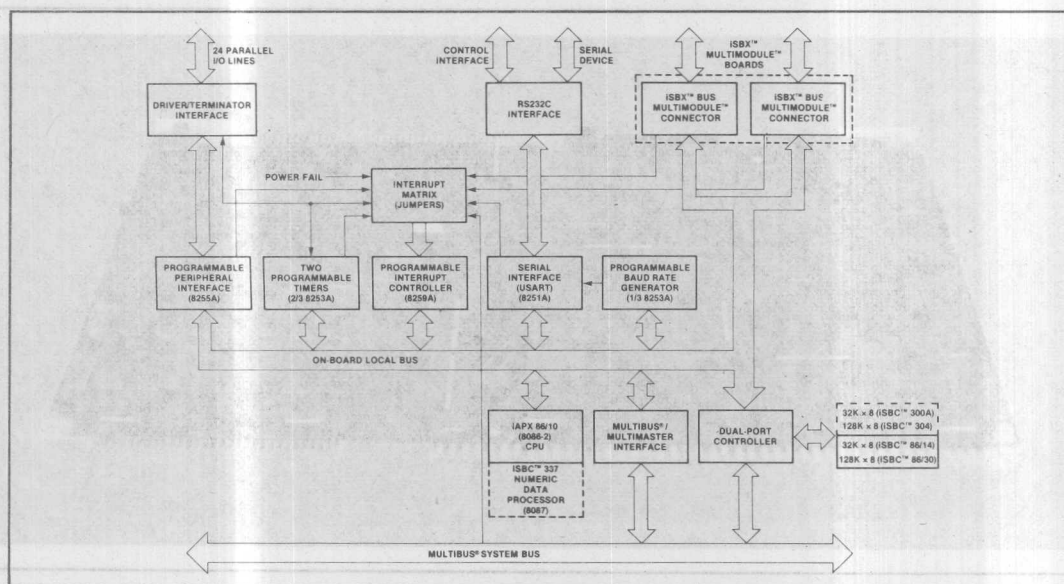 24 PARALLEL
I/O LINES
CONTROL
INTERFACE
SERIAL
DEVICE
iSBX™
MULTIMODULE™
BOARDS
DRIVER/TERMINATOR
INTERFACE
RS232C
INTERFACE
iSBX™ BUS
MULTIMODULE™
CONNECTOR
iSBX™ BUS
MULTIMODULE™
CONNECTOR
POWER FAIL
INTERRUPT
MATRIX
(JUMPERS)
PROGRAMMABLE
PERIPHERAL
INTERFACE
(8255A)
TWO
PROGRAMMABLE
TIMERS
(2/3 8253A)
PROGRAMMABLE
INTERRUPT
CONTROLLER
(8259A)
SERIAL
INTERFACE
(USART)
(8251A)
PROGRAMMABLE
BAUD RATE
GENERATOR
(1/3 8253A)
ON-BOARD LOCAL BUS
iAPX 86/10
(8086-2)
CPU
iSBC™ 337
NUMERIC
DATA
PROCESSOR
(8087)
MULTIBUS®/
MULTIMASTER
INTERFACE
DUAL-PORT
CONTROLLER
32K × 8 (iSBC™ 300A)
128K × 8 (iSBC™ 304)
32K × 8 (iSBC™ 86/14)
128K × 8 (iSBC™ 86/30)
MULTIBUS® SYSTEM BUS